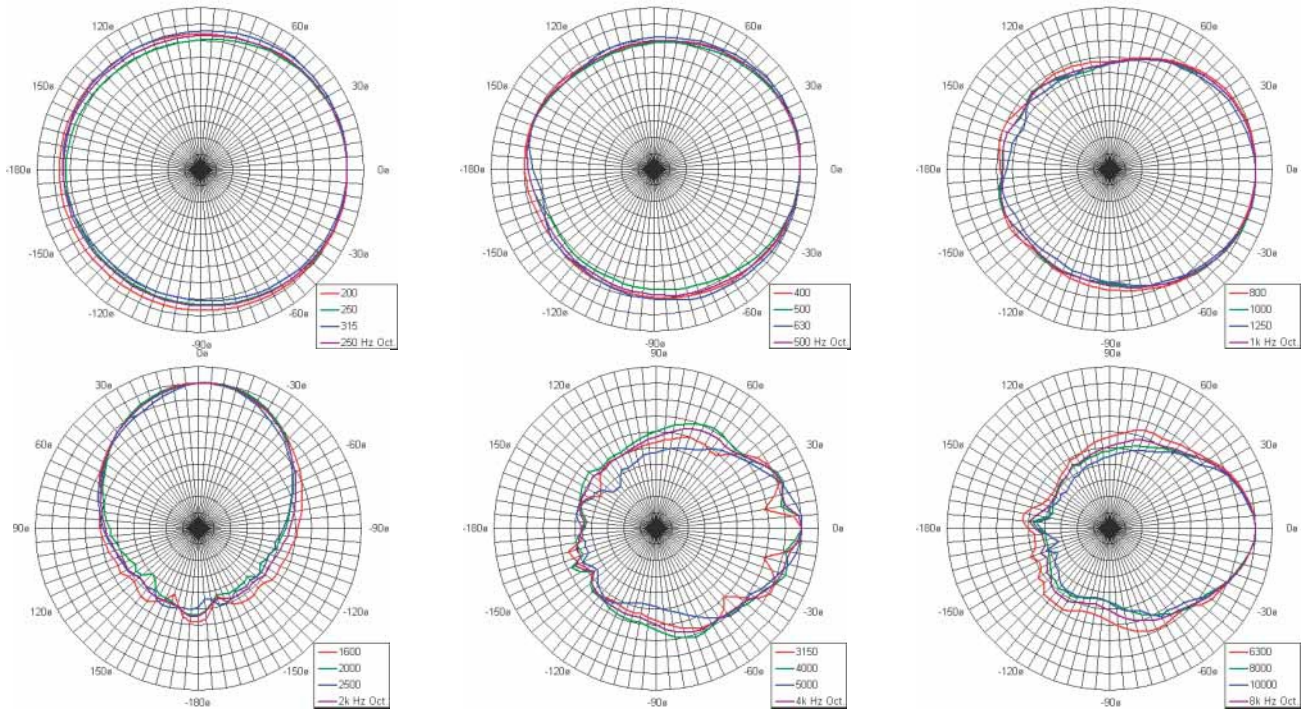 120ø
60ø
150ø
30ø
-180ø
0ø
-150ø
-30ø
-120ø
-60ø
-90ø
200
250
315
250 Hz Oct.
120ø
60ø
150ø
30ø
-180ø
0ø
-150ø
-30ø
-120ø
-60ø
-90ø
400
500
630
500 Hz Oct.
120ø
60ø
150ø
30ø
-180ø
0ø
-150ø
-30ø
-120ø
-60ø
-90ø
800
1000
1250
1k Hz Oct.
0ø
30ø
-30ø
60ø
-60ø
90ø
-90ø
120ø
-120ø
150ø
-150ø
-180ø
1600
2000
2500
2k Hz Oct.
90ø
120ø
60ø
150ø
30ø
-180ø
0ø
-150ø
-30ø
-120ø
-60ø
-90ø
3150
4000
5000
4k Hz Oct.
90ø
120ø
60ø
150ø
30ø
-180ø
0ø
-150ø
-30ø
-120ø
-60ø
-90ø
6300
8000
10000
8k Hz Oct.